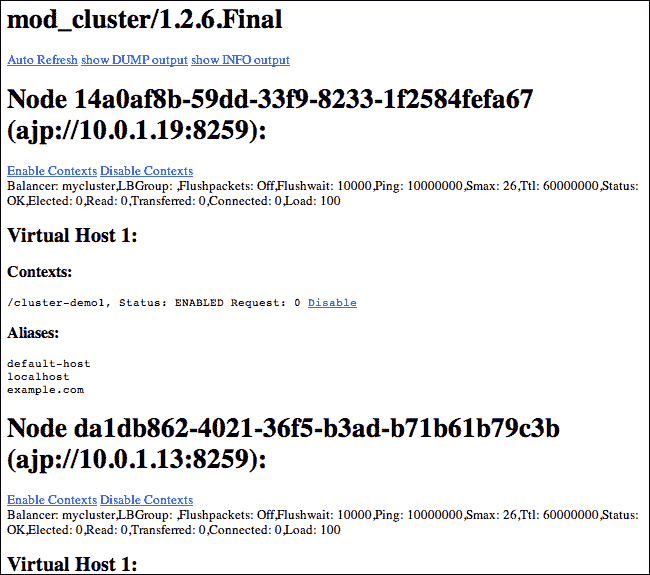 mod_cluster/1.2.6.Final
Auto Refresh show DUMP output show INFO output
Node 14a0af8b-59dd-33f9-8233-1f2584fefa67
(ajp://10.0.1.19:8259):
Enable Contexts Disable Contexts
Balancer: mycluster,LBGroup: ,Flushpackets: Off,Flushwait: 10000,Ping: 10000000,Smax: 26,Ttl: 60000000,Status:
OK,Elected: 0,Read: 0,Transferred: 0,Connected: 0,Load: 100
Virtual Host 1:
Contexts:
/cluster-demo1, Status: ENABLED Request: 0 Disable
Aliases:
default-host
localhost
example.com
Node da1db862-4021-36f5-b3ad-b71b61b79c3b
(ajp://10.0.1.13:8259):
Enable Contexts Disable Contexts
Balancer: mycluster,LBGroup: ,Flushpackets: Off,Flushwait: 10000,Ping: 10000000,Smax: 26,Ttl: 60000000,Status:
OK,Elected: 0,Read: 0,Transferred: 0,Connected: 0,Load: 100
Virtual Host 1: